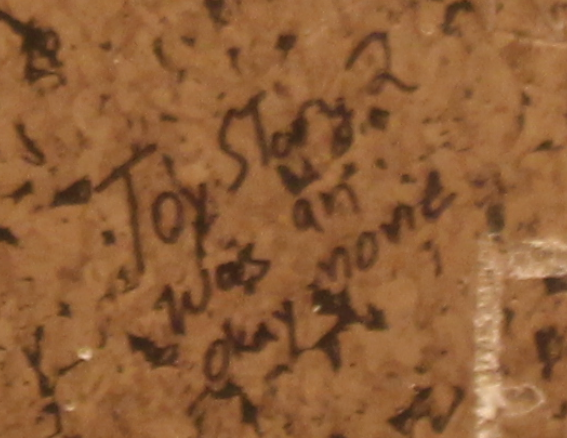 Toy Story 2
was an
okay movie